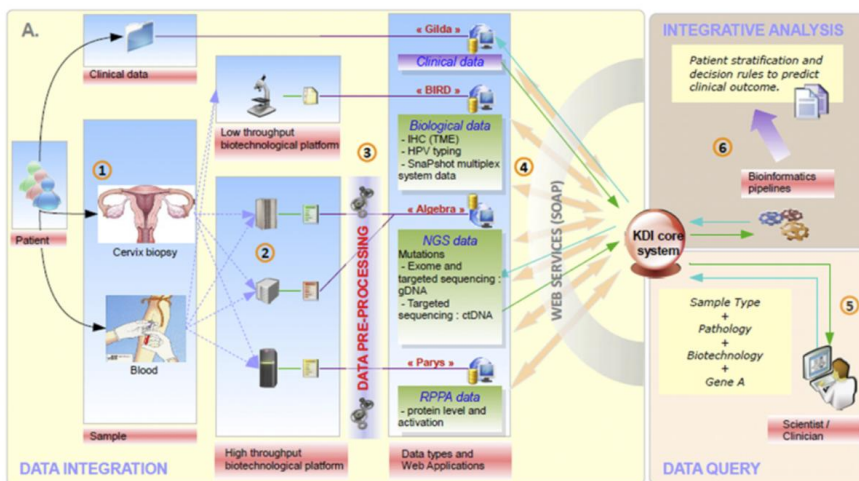 A.
Clinical data
Patient
1
Cervix biopsy
Blood
Sample
DATA INTEGRATION
Low throughput
biotechnological platform
2
High throughput
biotechnological platform
3
DATA PRE-PROCESSING
« Gilda »
Clinical data
« BIRD »
Biological data
- IHC (TME)
- HPV typing
- SnaPshot multiplex
system data
« Algebra »
NGS data
Mutations
- Exome and
targeted sequencing :
gDNA
- Targeted
sequencing : ctDNA
« Parys »
RPPA data
- protein level and
activation
Data types and
Web Applications
4
WEB SERVICES (SOAP)
KDI core
system
INTEGRATIVE ANALYSIS
Patient stratification and
decision rules to predict
clinical outcome.
6
Bioinformatics
pipelines
5
Sample Type
+
Pathology
+
Biotechnology
+
Gene A
Scientist /
Clinician
DATA QUERY